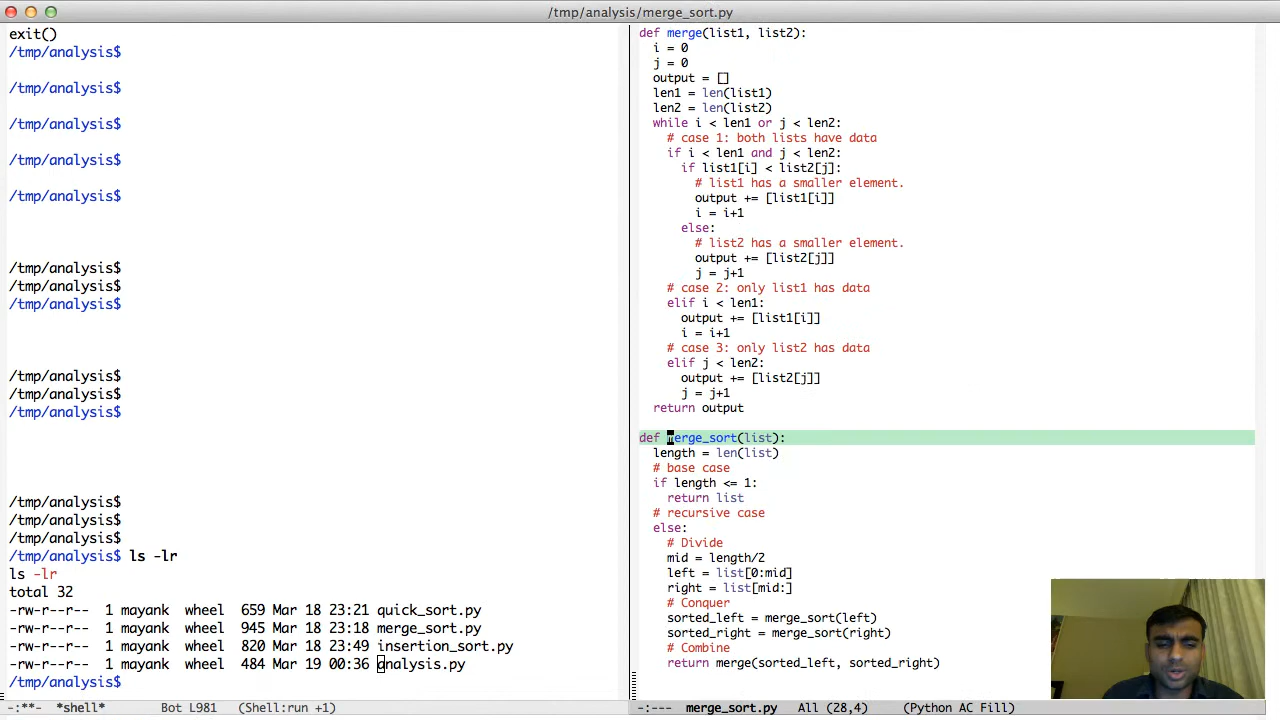 /tmp/analysis/merge_sort.py
exit()
/tmp/analysis$
/tmp/analysis$
/tmp/analysis$
/tmp/analysis$
/tmp/analysis$
/tmp/analysis$
/tmp/analysis$
/tmp/analysis$
/tmp/analysis$
/tmp/analysis$
/tmp/analysis$
/tmp/analysis$
/tmp/analysis$
/tmp/analysis$
/tmp/analysis$ ls -lr
ls -lr
total 32
-rw-r--r-- 1 mayank wheel 659 Mar 18 23:21 quick_sort.py
-rw-r--r-- 1 mayank wheel 945 Mar 18 23:18 merge_sort.py
-rw-r--r-- 1 mayank wheel 820 Mar 18 23:49 insertion_sort.py
-rw-r--r-- 1 mayank wheel 484 Mar 19 00:36 analysis.py
/tmp/analysis$
-:**- *shell* Bot L981 (Shell:run +1)
def merge(list1, list2):
  i = 0
  j = 0
  output = []
  len1 = len(list1)
  len2 = len(list2)
  while i < len1 or j < len2:
    # case 1: both lists have data
    if i < len1 and j < len2:
      if list1[i] < list2[j]:
        # list1 has a smaller element.
        output += [list1[i]]
        i = i+1
      else:
        # list2 has a smaller element.
        output += [list2[j]]
        j = j+1
    # case 2: only list1 has data
    elif i < len1:
      output += [list1[i]]
      i = i+1
    # case 3: only list2 has data
    elif j < len2:
      output += [list2[j]]
      j = j+1
  return output
def merge_sort(list):
  length = len(list)
  # base case
  if length <= 1:
    return list
  # recursive case
  else:
    # Divide
    mid = length/2
    left = list[0:mid]
    right = list[mid:]
    # Conquer
    sorted_left = merge_sort(left)
    sorted_right = merge_sort(right)
    # Combine
    return merge(sorted_left, sorted_right)
-:--- merge_sort.py All (28,4) (Python AC Fill)